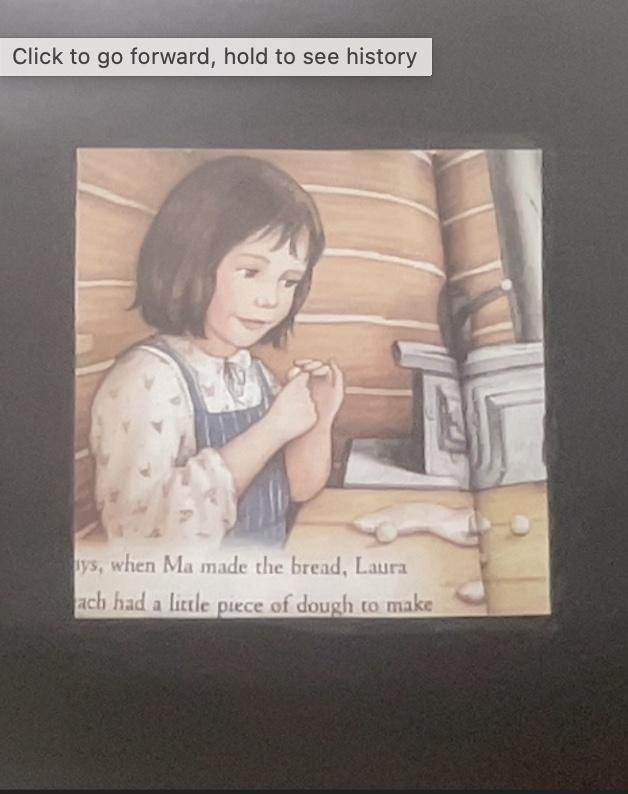 Click to go forward, hold to see history
ys, when Ma made the bread, Laura
ach had a little piece of dough to make